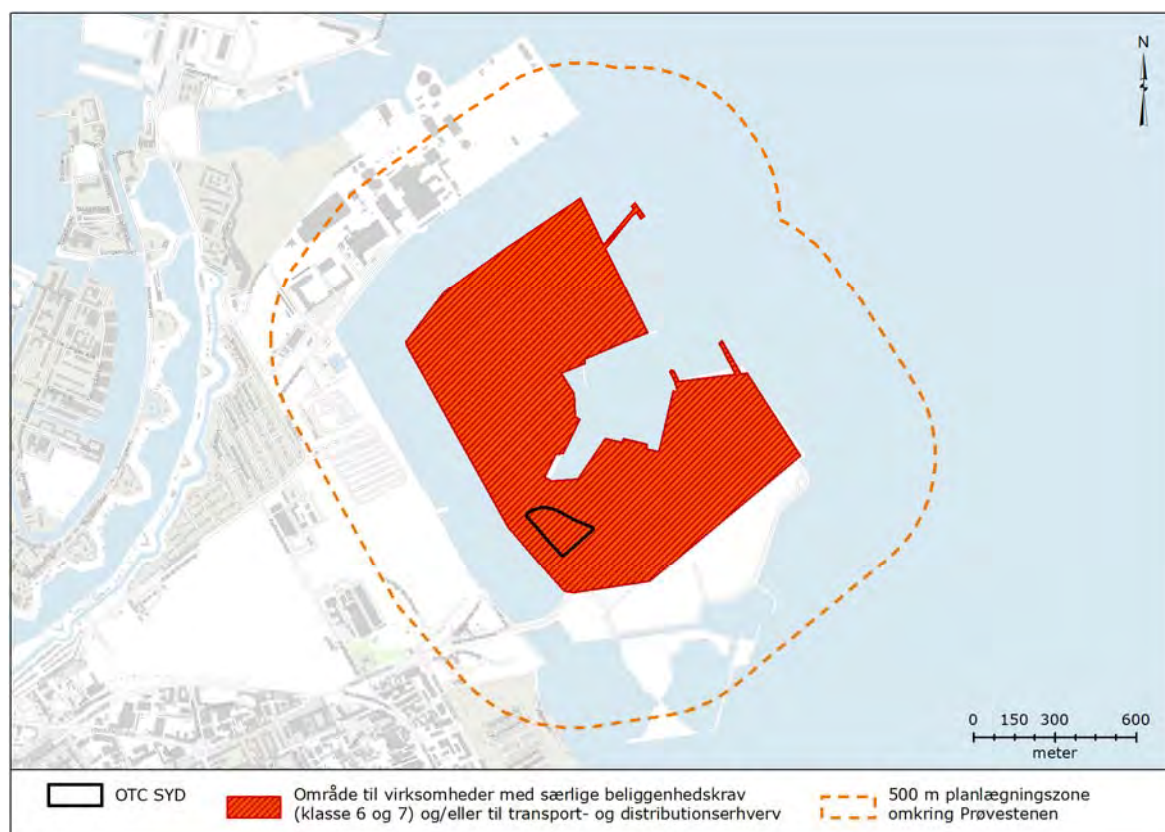 N
0 150 300 600
meter
OTC SYD
Område til virksomheder med særlige beliggenhedskrav
(klasse 6 og 7) og/eller til transport- og distributionserhverv
500 m planlægningszone
omkring Prøvestenen